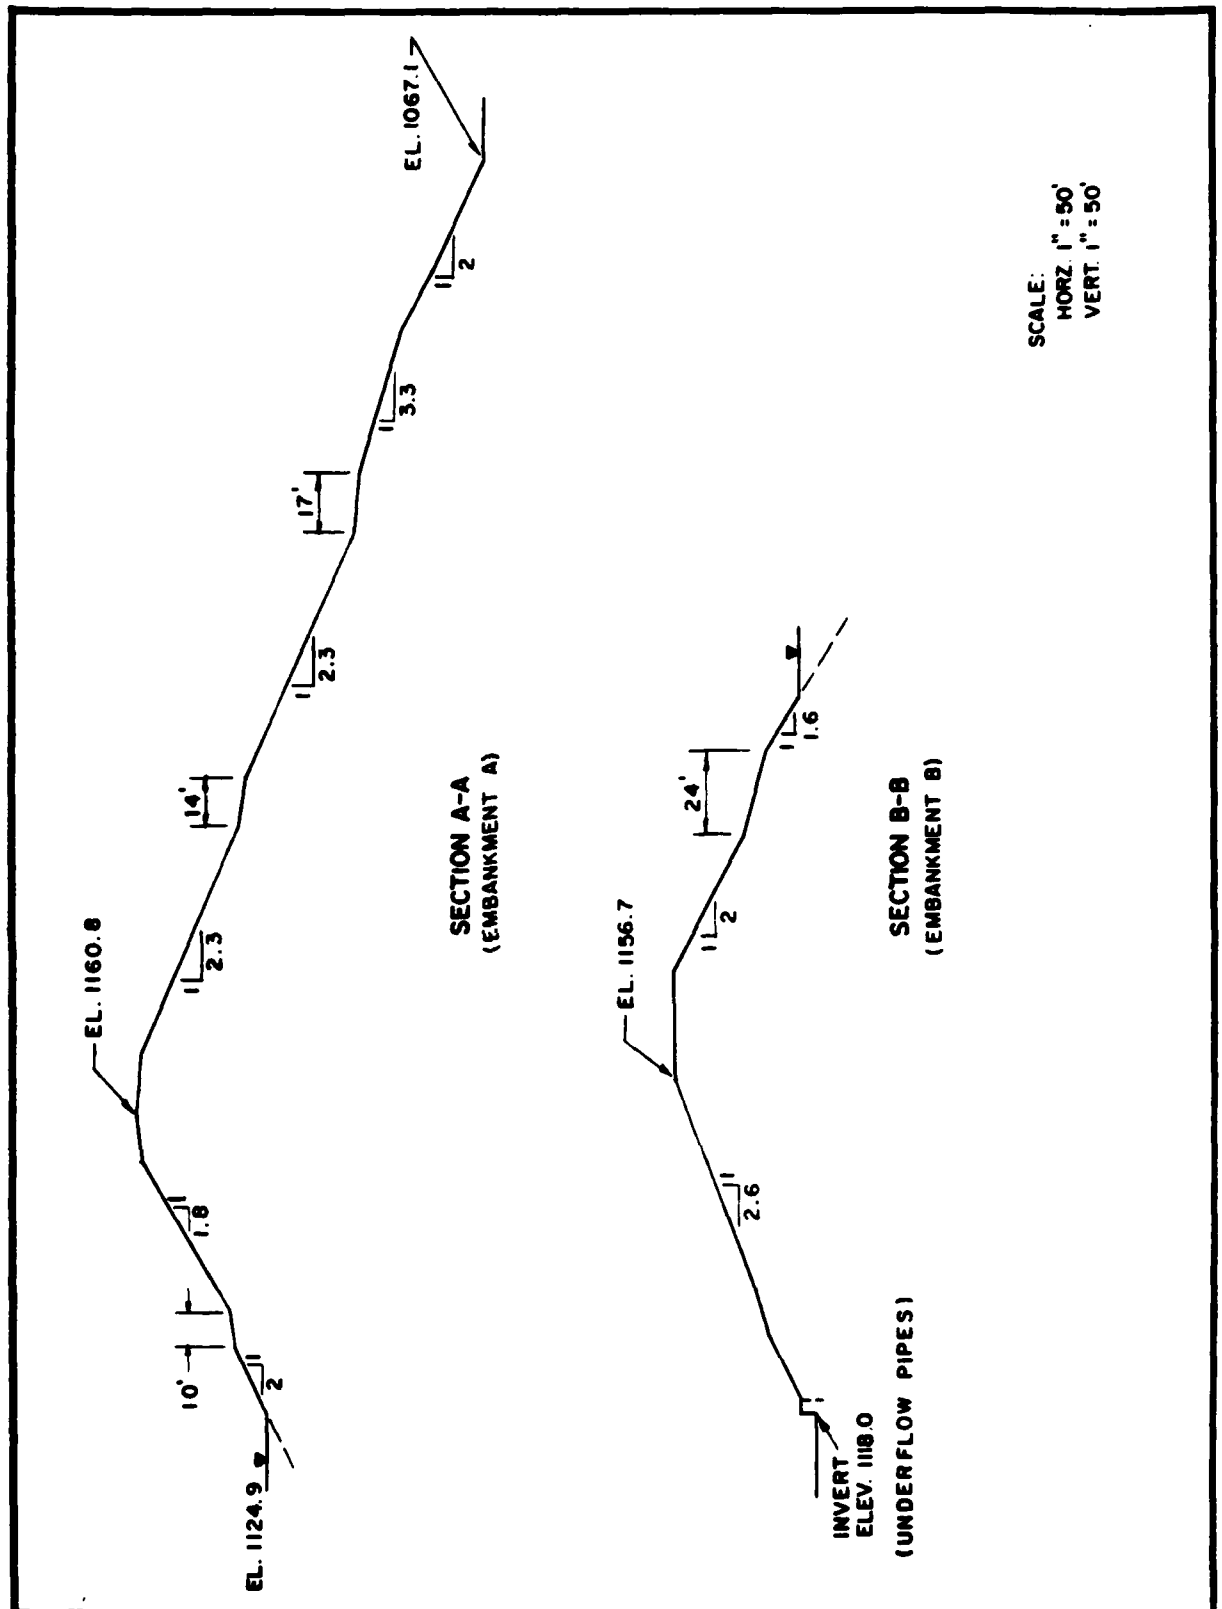 EL. 1124.9
10'
1
2
1
1.8
EL. 1160.8
1
2.3
14'
1
2.3
17'
1
3.3
1
2
EL. 1067.1
SECTION A-A
(EMBANKMENT A)
INVERT
ELEV. 1118.0
(UNDERFLOW PIPES)
1
2.6
EL. 1156.7
1
2
24'
1
1.6
SECTION B-B
(EMBANKMENT B)
SCALE:
HORZ. 1" = 50'
VERT. 1" = 50'